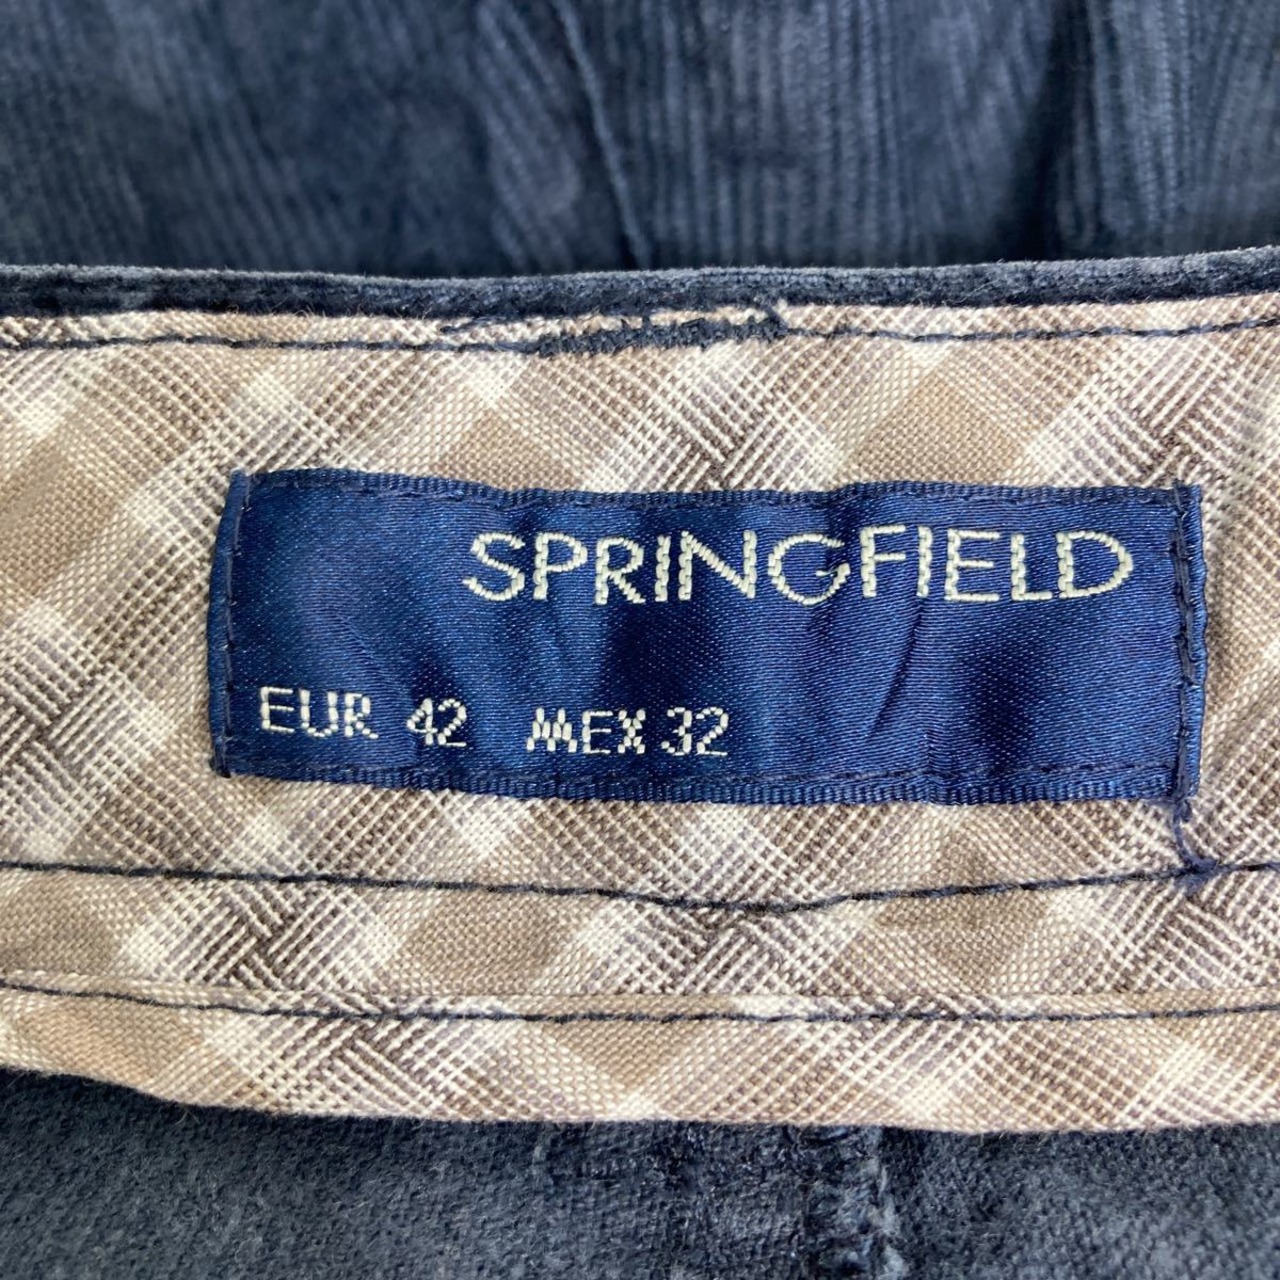 SPRINGFIELD
EUR 42 MEX 32